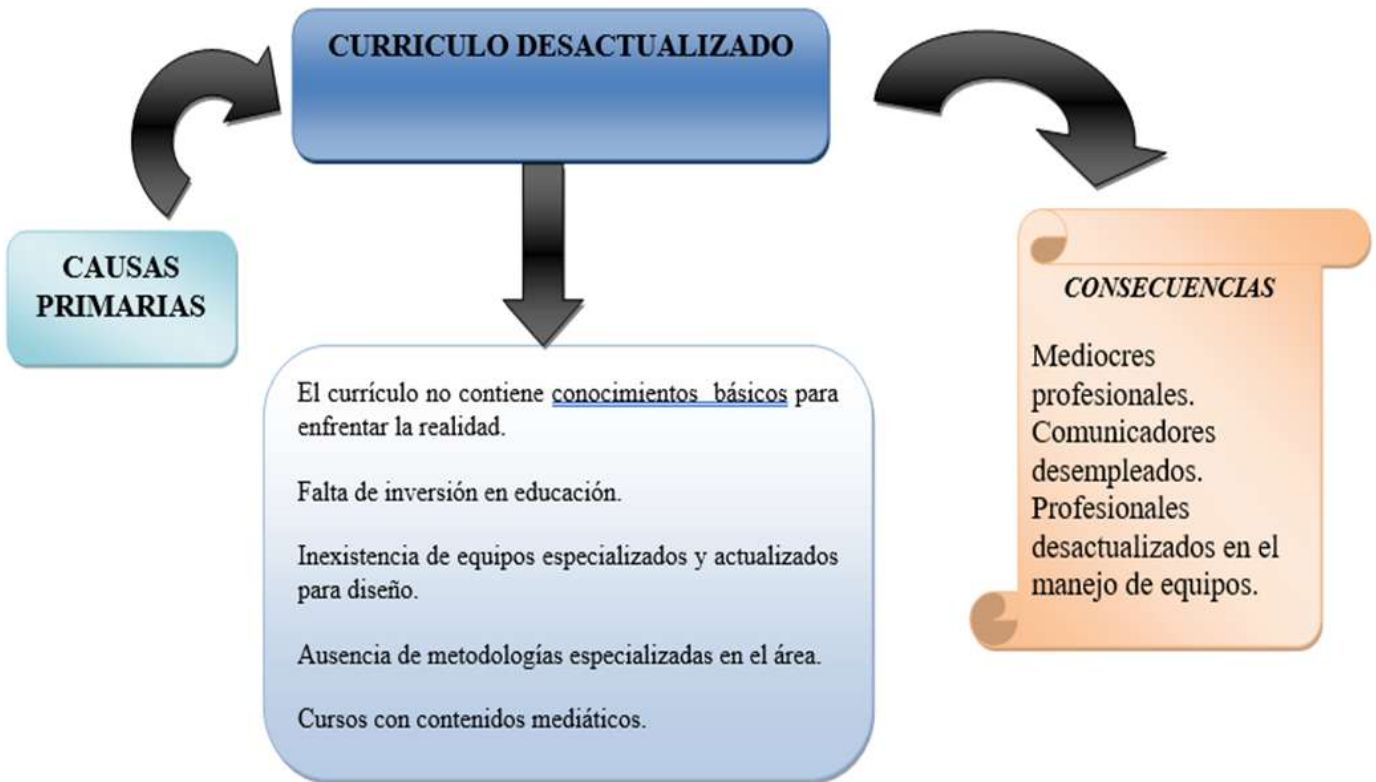 CURRICULO DESACTUALIZADO
CAUSAS
PRIMARIAS
El currículo no contiene conocimientos básicos para
enfrentar la realidad.
Falta de inversión en educación.
Inexistencia de equipos especializados y actualizados
para diseño.
Ausencia de metodologías especializadas en el área.
Cursos con contenidos mediáticos.
CONSECUENCIAS
Mediocres
profesionales.
Comunicadores
desempleados.
Profesionales
desactualizados en el
manejo de equipos.